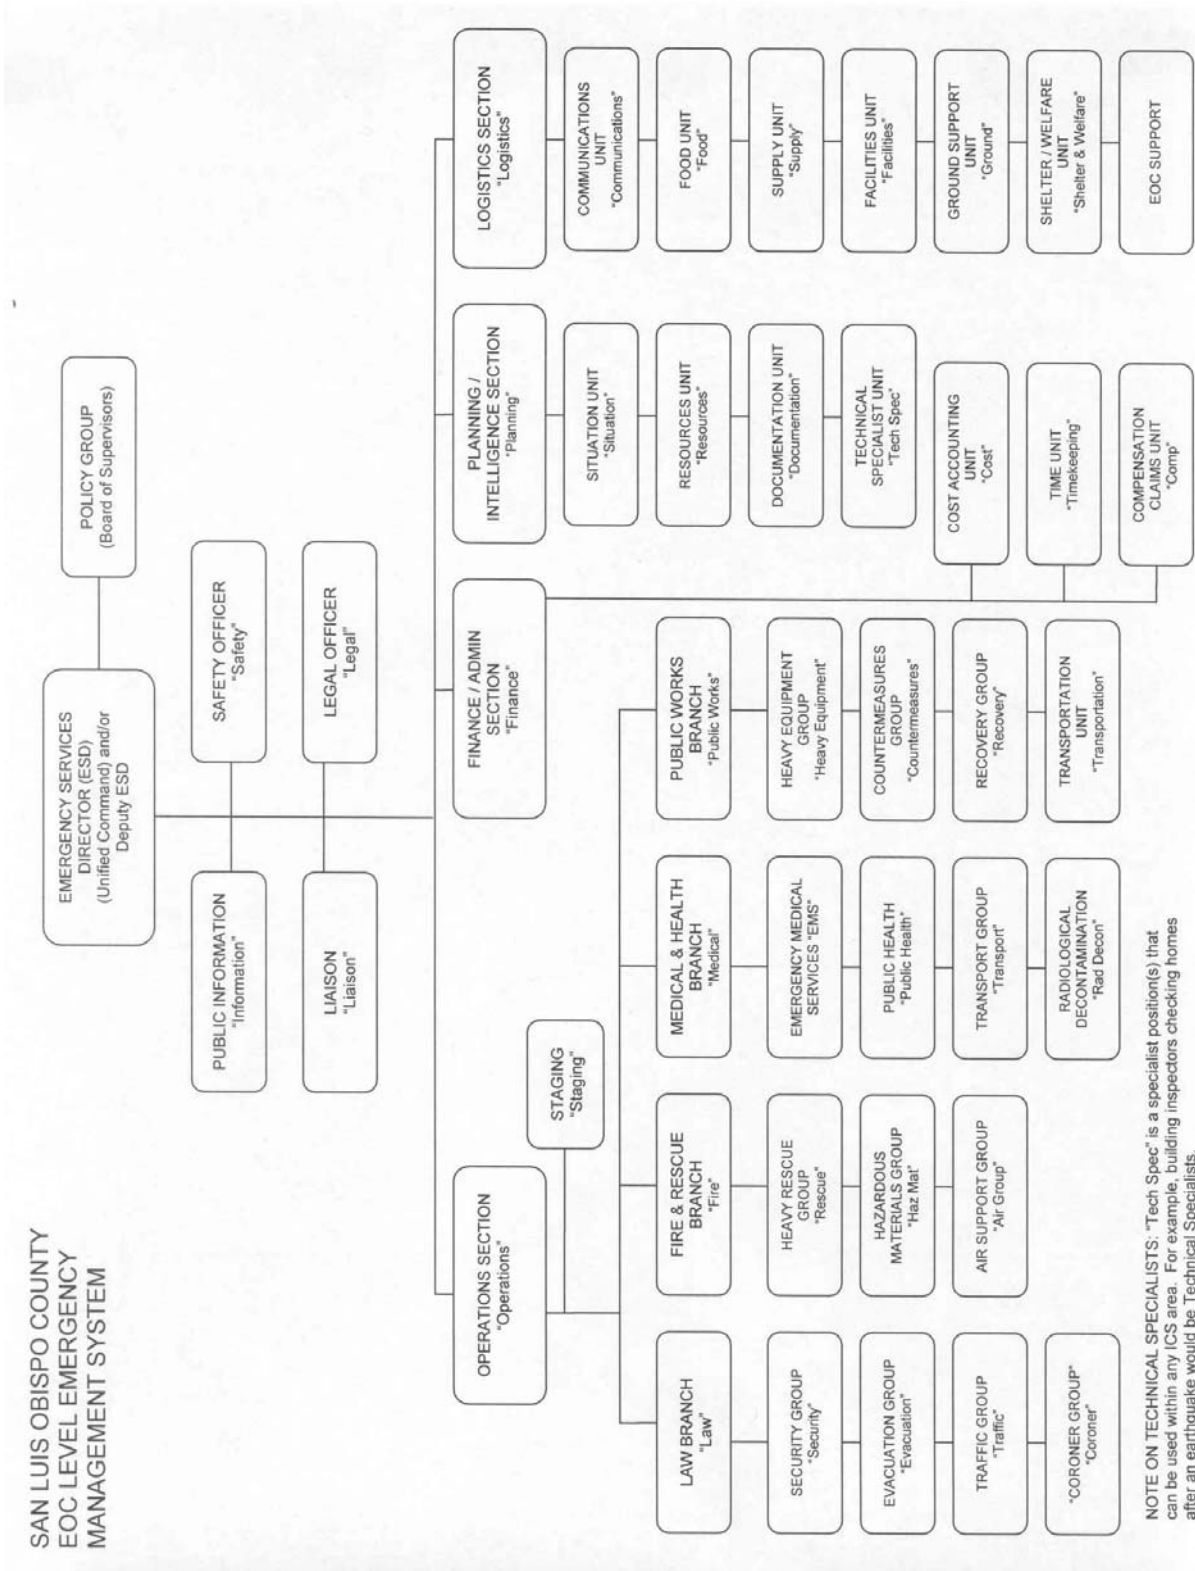 SAN LUIS OBISPO COUNTY
EOC LEVEL EMERGENCY
MANAGEMENT SYSTEM
EMERGENCY SERVICES
DIRECTOR (ESD)
(Unified Command) and/or
Deputy ESD
POLICY GROUP
(Board of Supervisors)
PUBLIC INFORMATION
"Information"
SAFETY OFFICER
"Safety"
LIAISON
"Liaison"
LEGAL OFFICER
"Legal"
OPERATIONS SECTION
"Operations"
FINANCE / ADMIN
SECTION
"Finance"
PLANNING /
INTELLIGENCE SECTION
"Planning"
LOGISTICS SECTION
"Logistics"
STAGING
"Staging"
LAW BRANCH
"Law"
SECURITY GROUP
"Security"
EVACUATION GROUP
"Evacuation"
TRAFFIC GROUP
"Traffic"
"CORONER GROUP"
"Coroner"
FIRE & RESCUE
BRANCH
"Fire"
HEAVY RESCUE
GROUP
"Rescue"
HAZARDOUS
MATERIALS GROUP
"Haz Mat"
AIR SUPPORT GROUP
"Air Group"
MEDICAL & HEALTH
BRANCH
"Medical"
EMERGENCY MEDICAL
SERVICES "EMS"
PUBLIC HEALTH
"Public Health"
TRANSPORT GROUP
"Transport"
RADIOLOGICAL
DECONTAMINATION
"Rad Decon"
PUBLIC WORKS
BRANCH
"Public Works"
HEAVY EQUIPMENT
GROUP
"Heavy Equipment"
COUNTERMEASURES
GROUP
"Countermeasures"
RECOVERY GROUP
"Recovery"
TRANSPORTATION
UNIT
"Transportation"
COST ACCOUNTING
UNIT
"Cost"
TIME UNIT
"Timekeeping"
COMPENSATION
CLAIMS UNIT
"Comp"
SITUATION UNIT
"Situation"
RESOURCES UNIT
"Resources"
DOCUMENTATION UNIT
"Documentation"
TECHNICAL
SPECIALIST UNIT
"Tech Spec"
COMMUNICATIONS
UNIT
"Communications"
FOOD UNIT
"Food"
SUPPLY UNIT
"Supply"
FACILITIES UNIT
"Facilities"
GROUND SUPPORT
UNIT
"Ground"
SHELTER / WELFARE
UNIT
"Shelter & Welfare"
EOC SUPPORT
NOTE ON TECHNICAL SPECIALISTS: "Tech Spec" is a specialist position(s) that
can be used within any ICS area. For example, building inspectors checking homes
after an earthquake would be Technical Specialists.